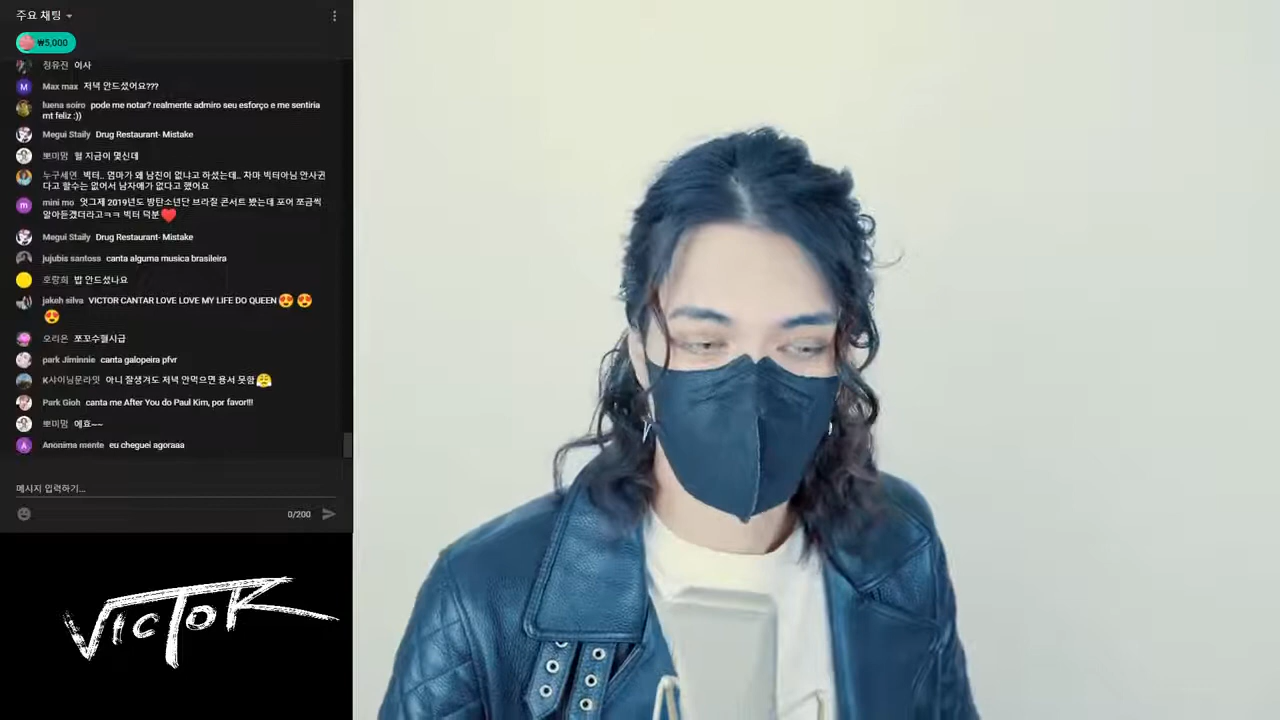 주요 채팅
₩5,000
정유진 이사
Max max 저녁 안드셨어요???
luena soiro pode me notar? realmente admiro seu esforço e me sentiria
mt feliz :))
Megui Staily Drug Restaurant- Mistake
뽀미맘 헐 지금이 몇신데
누구세연 빅터.. 엄마가 왜 남친이 없냐고 하셨는데.. 차마 빅터아님 안사귄
다고 할수는 없어서 남자얘가 없다고 했어요
mini mo 엇그제 2019년도 방탄소년단 브라질 콘서트 봤는데 포어 쪼금씩
알아듣겠더라고ㅋㅋ 빅터 덕분❤️
Megui Staily Drug Restaurant- Mistake
jujubis santoss canta alguma musica brasileira
호랑희 밥 안드셨나요
jakeh silva VICTOR CANTAR LOVE LOVE MY LIFE DO QUEEN😍 😍
😍
오리온 쪼꼬수혈시급
park Jiminnie canta galopeira pfvr
K샤이닝문라잇 아니 잘생겨도 저녁 안먹으면 용서 못함😤
Park Gioh canta me After You do Paul Kim, por favor!!!
뽀미맘 에효~~
Anonima mente eu cheguei agoraaa
메시지 입력하기...
0/200
VICTOR